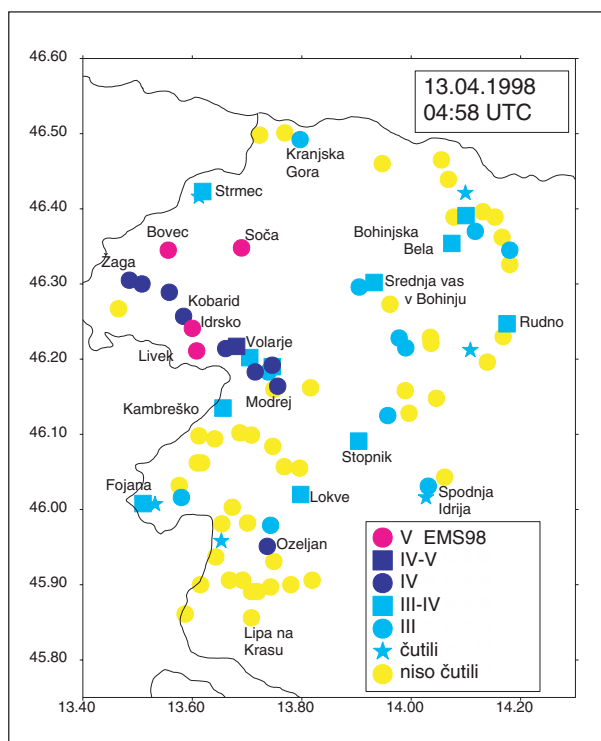 46.60
13.04.1998
04:58 UTC
46.50
Kranjska
Gora
46.40
Strmec
Bovec
Soča
Bohinjska
Bela
Žaga
46.30
Srednja vas
v Bohinju
Kobarid
Idrsko
Rudno
Volarje
46.20
Livek
Modrej
Kambreško
46.10
Stopnik
Fojana
46.00
Lokve
Spodnja
Idrija
Ozeljan
V EMS98
IV-V
IV
III-IV
III
čutili
niso čutili
45.90
Lipa na
Krasu
45.80
13.40
13.60
13.80
14.00
14.20